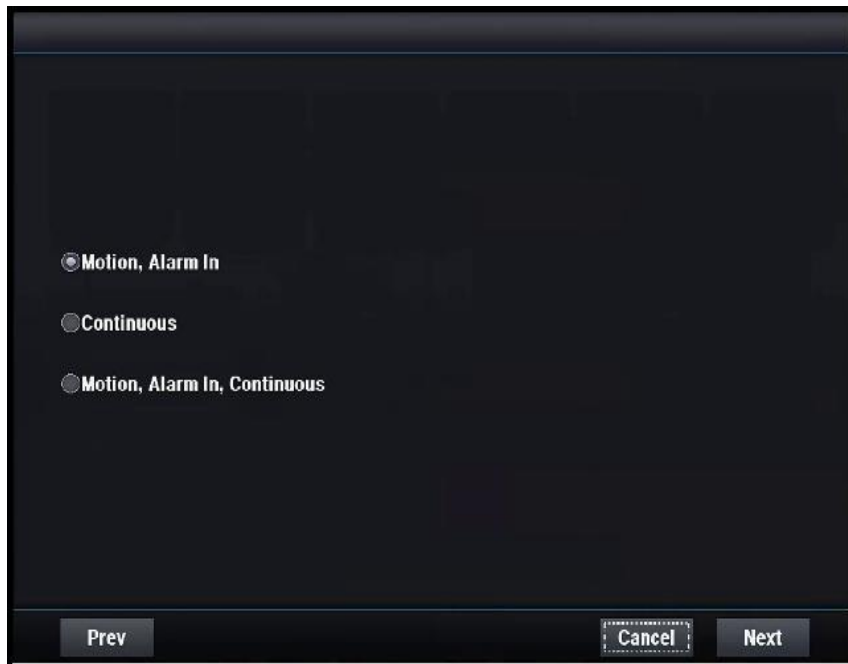 Motion, Alarm In
Continuous
Motion, Alarm In, Continuous
Prev Cancel Next